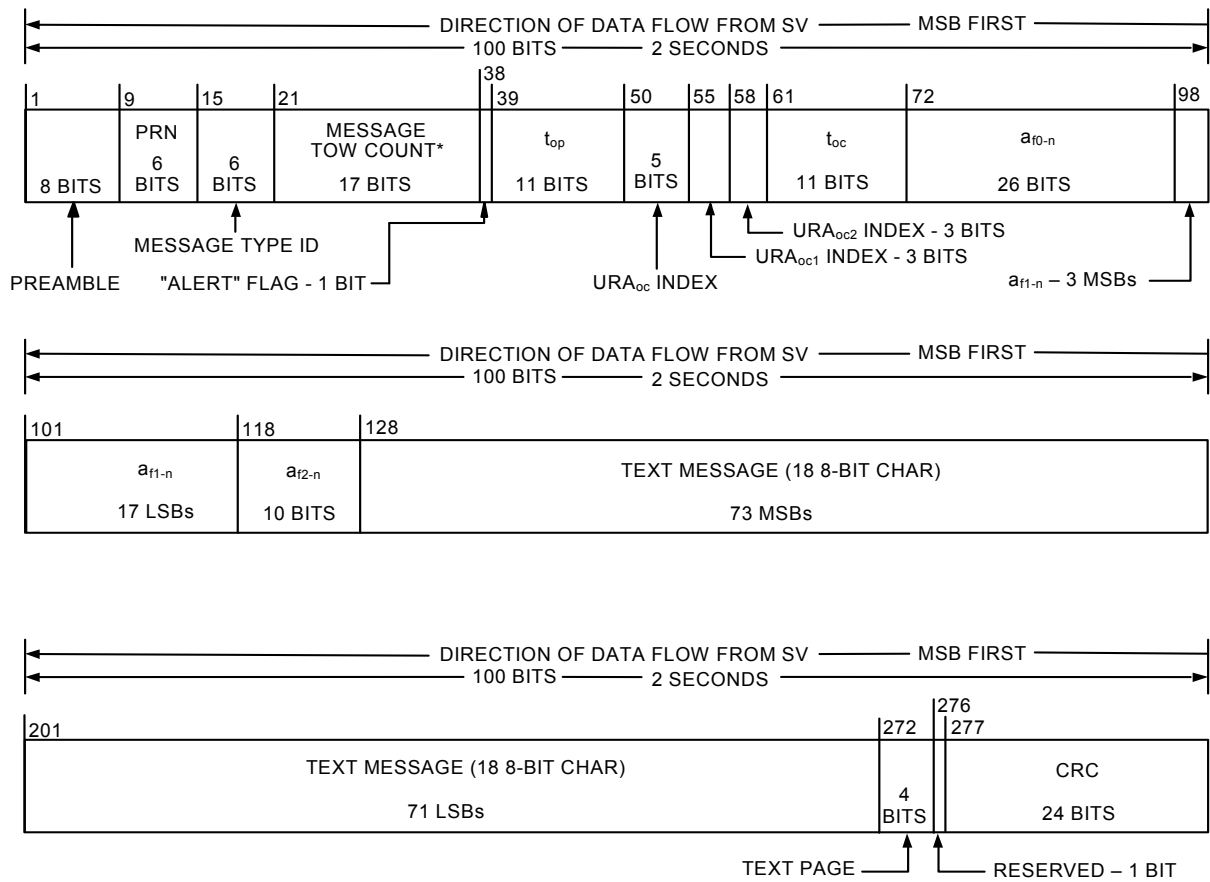 DIRECTION OF DATA FLOW FROM SV MSB FIRST
100 BITS 2 SECONDS
38
1 9 15 21 39 50 55 58 61 72 98
PRN MESSAGE
TOW COUNT* t_op t_oc a_f0-n
8 BITS 6 BITS 6 BITS 17 BITS 11 BITS 5 BITS 11 BITS 26 BITS
URA_oc2 INDEX - 3 BITS
MESSAGE TYPE ID
URA_oc1 INDEX - 3 BITS
PREAMBLE "ALERT" FLAG - 1 BIT URA_oc INDEX a_f1-n – 3 MSBs
DIRECTION OF DATA FLOW FROM SV MSB FIRST
100 BITS 2 SECONDS
101 118 128
a_f1-n a_f2-n TEXT MESSAGE (18 8-BIT CHAR)
17 LSBs 10 BITS 73 MSBs
DIRECTION OF DATA FLOW FROM SV MSB FIRST
100 BITS 2 SECONDS
276
201 272 277
TEXT MESSAGE (18 8-BIT CHAR) CRC
71 LSBs 4 BITS 24 BITS
TEXT PAGE RESERVED – 1 BIT